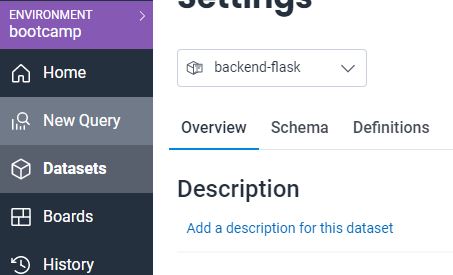 Settings
ENVIRONMENT
bootcamp
backend-flask
Home
New Query
Datasets
Boards
History
Overview Schema Definitions
Description
Add a description for this dataset